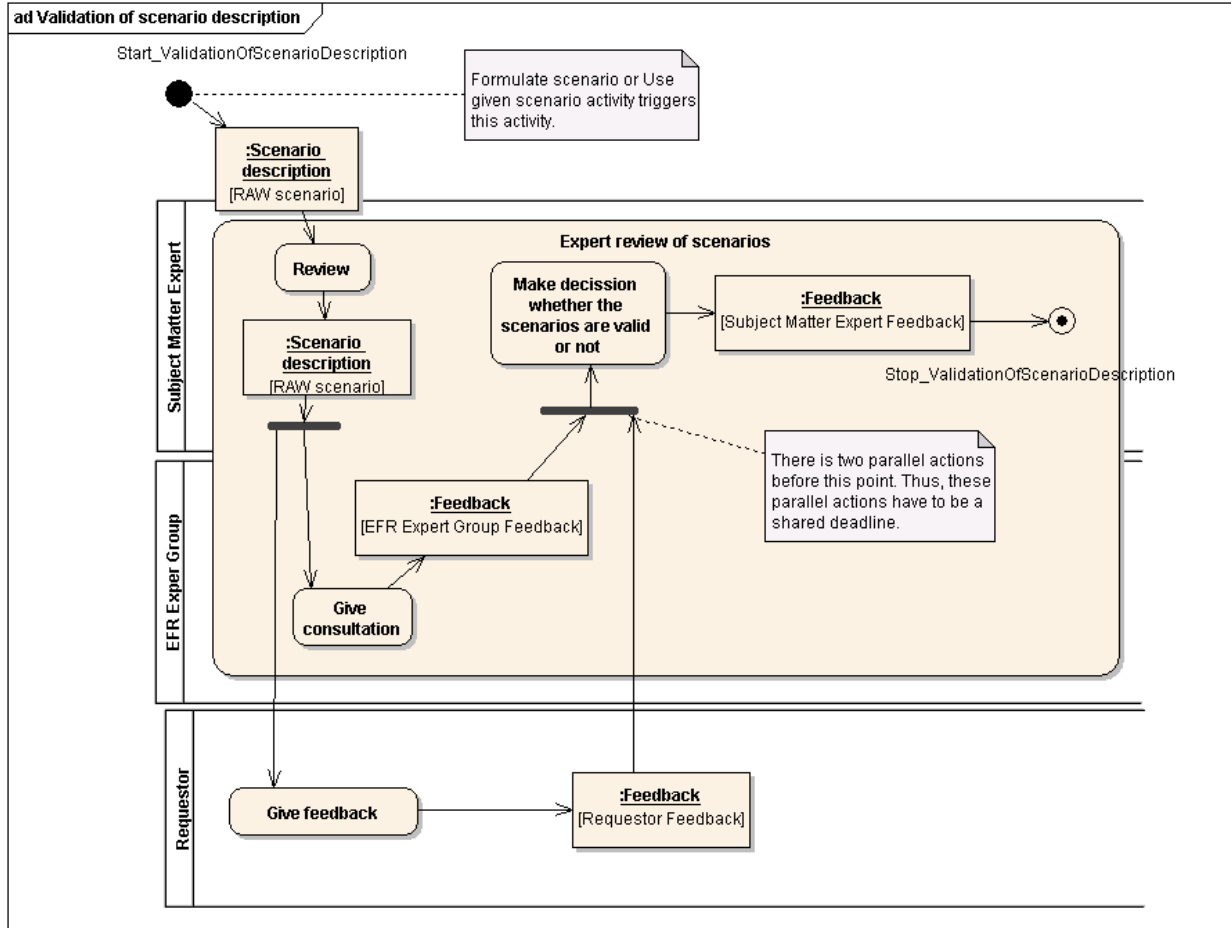 ad Validation of scenario description
Start_ValidationOfScenarioDescription
Formulate scenario or Use
given scenario activity triggers
this activity.
:Scenario
description
[RAW scenario]
Subject Matter Expert
Expert review of scenarios
Review
Make decission
whether the
scenarios are valid
or not
:Feedback
[Subject Matter Expert Feedback]
:Scenario
description
[RAW scenario]
Stop_ValidationOfScenarioDescription
There is two parallel actions
before this point. Thus, these
parallel actions have to be a
shared deadline.
EFR Exper Group
:Feedback
[EFR Expert Group Feedback]
Give
consultation
Requestor
Give feedback
:Feedback
[Requestor Feedback]